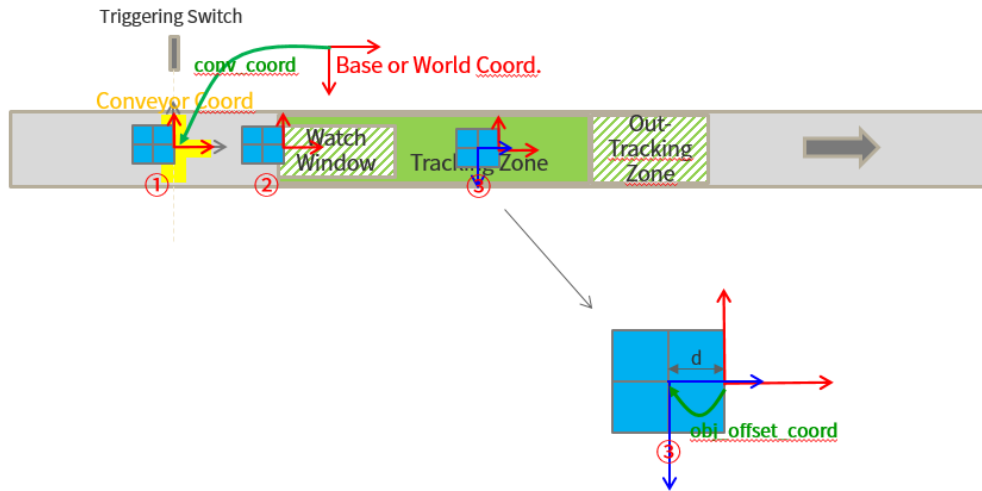 Triggering Switch
conv_coord
Base or World Coord.
Conveyor Coord
Watch
Window
Tracking Zone
Out-
Tracking
Zone
①
②
③
d
obj_offset_coord
③